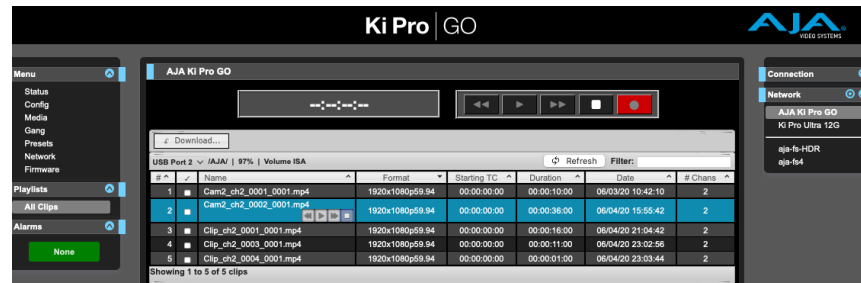 Ki Pro GO
AJA
VIDEO SYSTEMS
Menu
Status
Config
Media
Gang
Presets
Network
Firmware
Playlists
All Clips
Alarms
None
AJA Ki Pro GO
--:--:--:--
Download...
USB Port 2 /AJA/ | 97% | Volume ISA
Refresh Filter:
# Name Format Starting TC Duration Date # Chans
1 Cam2_ch2_0001_0001.mp4 1920x1080p59.94 00:00:00:00 00:00:10:00 06/03/20 10:42:10 2
2 Cam2_ch2_0002_0001.mp4 1920x1080p59.94 00:00:00:00 00:00:36:00 06/04/20 15:55:42 2
3 Clip_ch2_0001_0001.mp4 1920x1080p59.94 00:00:00:00 00:00:16:00 06/04/20 21:04:42 2
4 Clip_ch2_0003_0001.mp4 1920x1080p59.94 00:00:00:00 00:00:11:00 06/04/20 23:02:56 2
5 Clip_ch2_0004_0001.mp4 1920x1080p59.94 00:00:00:00 00:00:01:00 06/04/20 23:03:44 2
Showing 1 to 5 of 5 clips
Connection
Network
AJA Ki Pro GO
Ki Pro Ultra 12G
aja-fs-HDR
aja-fs4